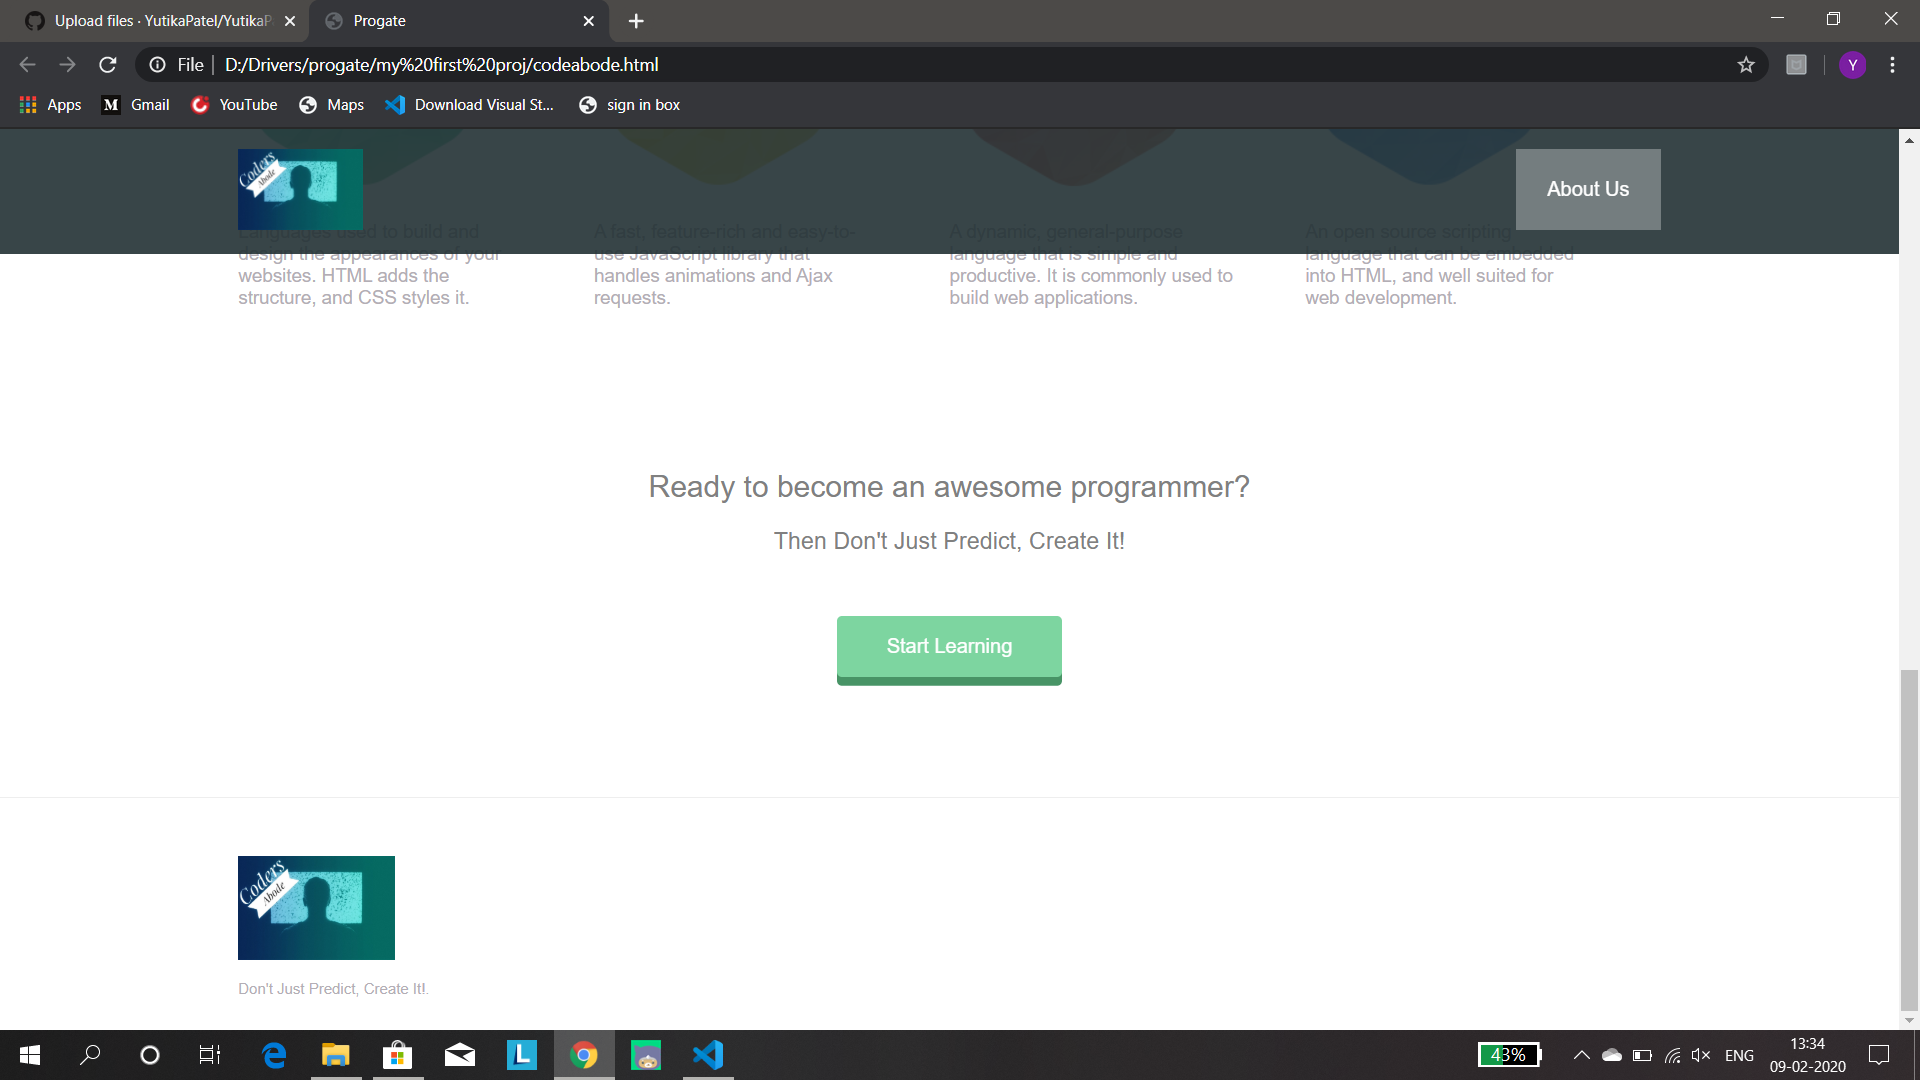 Upload files · YutikaPatel/YutikaP
Progate
File
D:/Drivers/progate/my%20first%20proj/codeabode.html
Y
Apps
M Gmail
YouTube
Maps
Download Visual St...
sign in box
Coders
Abode
About Us
Languages used to build and
design the appearances of your
websites. HTML adds the
structure, and CSS styles it.
A fast, feature-rich and easy-to-
use JavaScript library that
handles animations and Ajax
requests.
A dynamic, general-purpose
language that is simple and
productive. It is commonly used to
build web applications.
An open source scripting
language that can be embedded
into HTML, and well suited for
web development.
Ready to become an awesome programmer?
Then Don't Just Predict, Create It!
Start Learning
Coders
Abode
Don't Just Predict, Create It!.
L
43%
ENG
13:34
09-02-2020